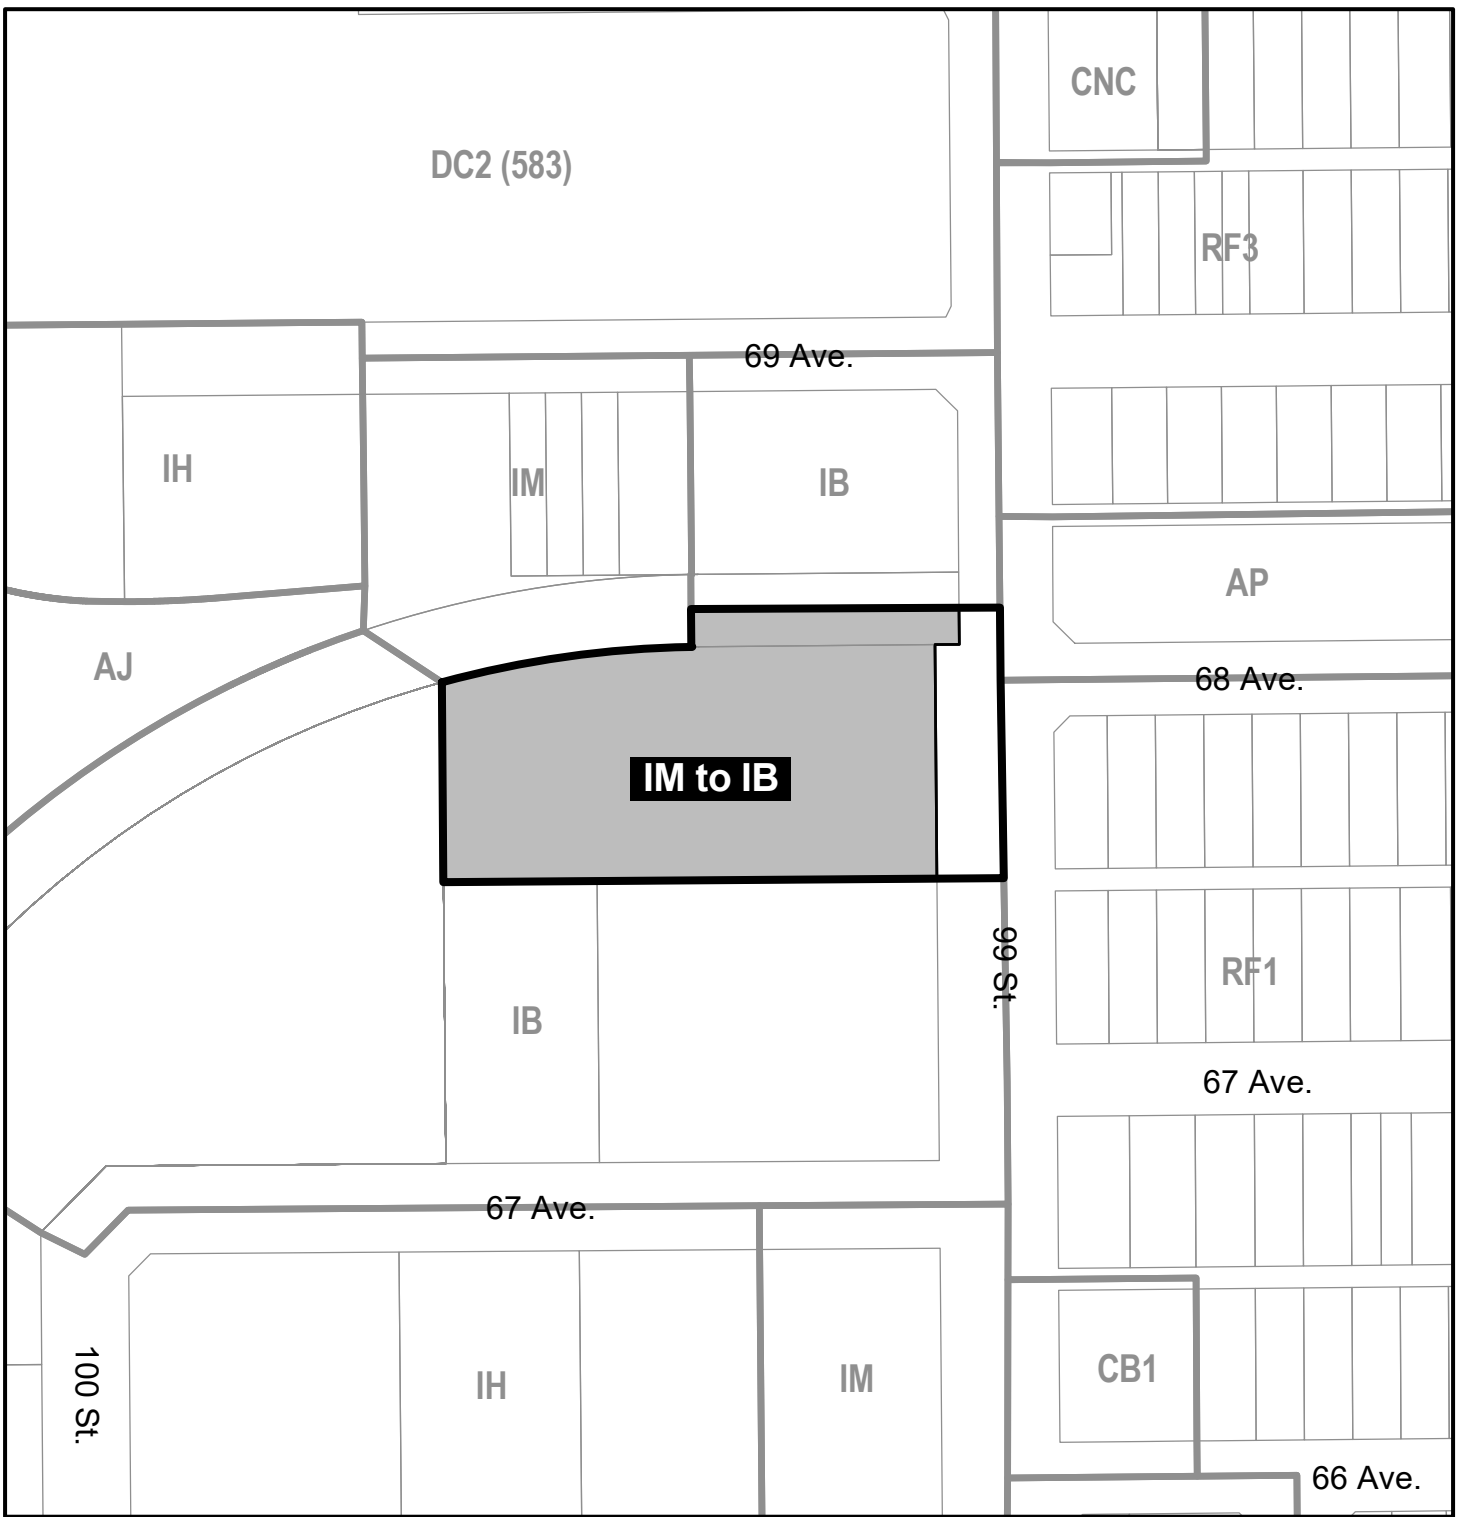 CNC
DC2 (583)
RF3
69 Ave.
IH
IM
IB
AP
AJ
68 Ave.
IM to IB
99 St.
RF1
IB
67 Ave.
67 Ave.
100 St.
IH
IM
CB1
66 Ave.